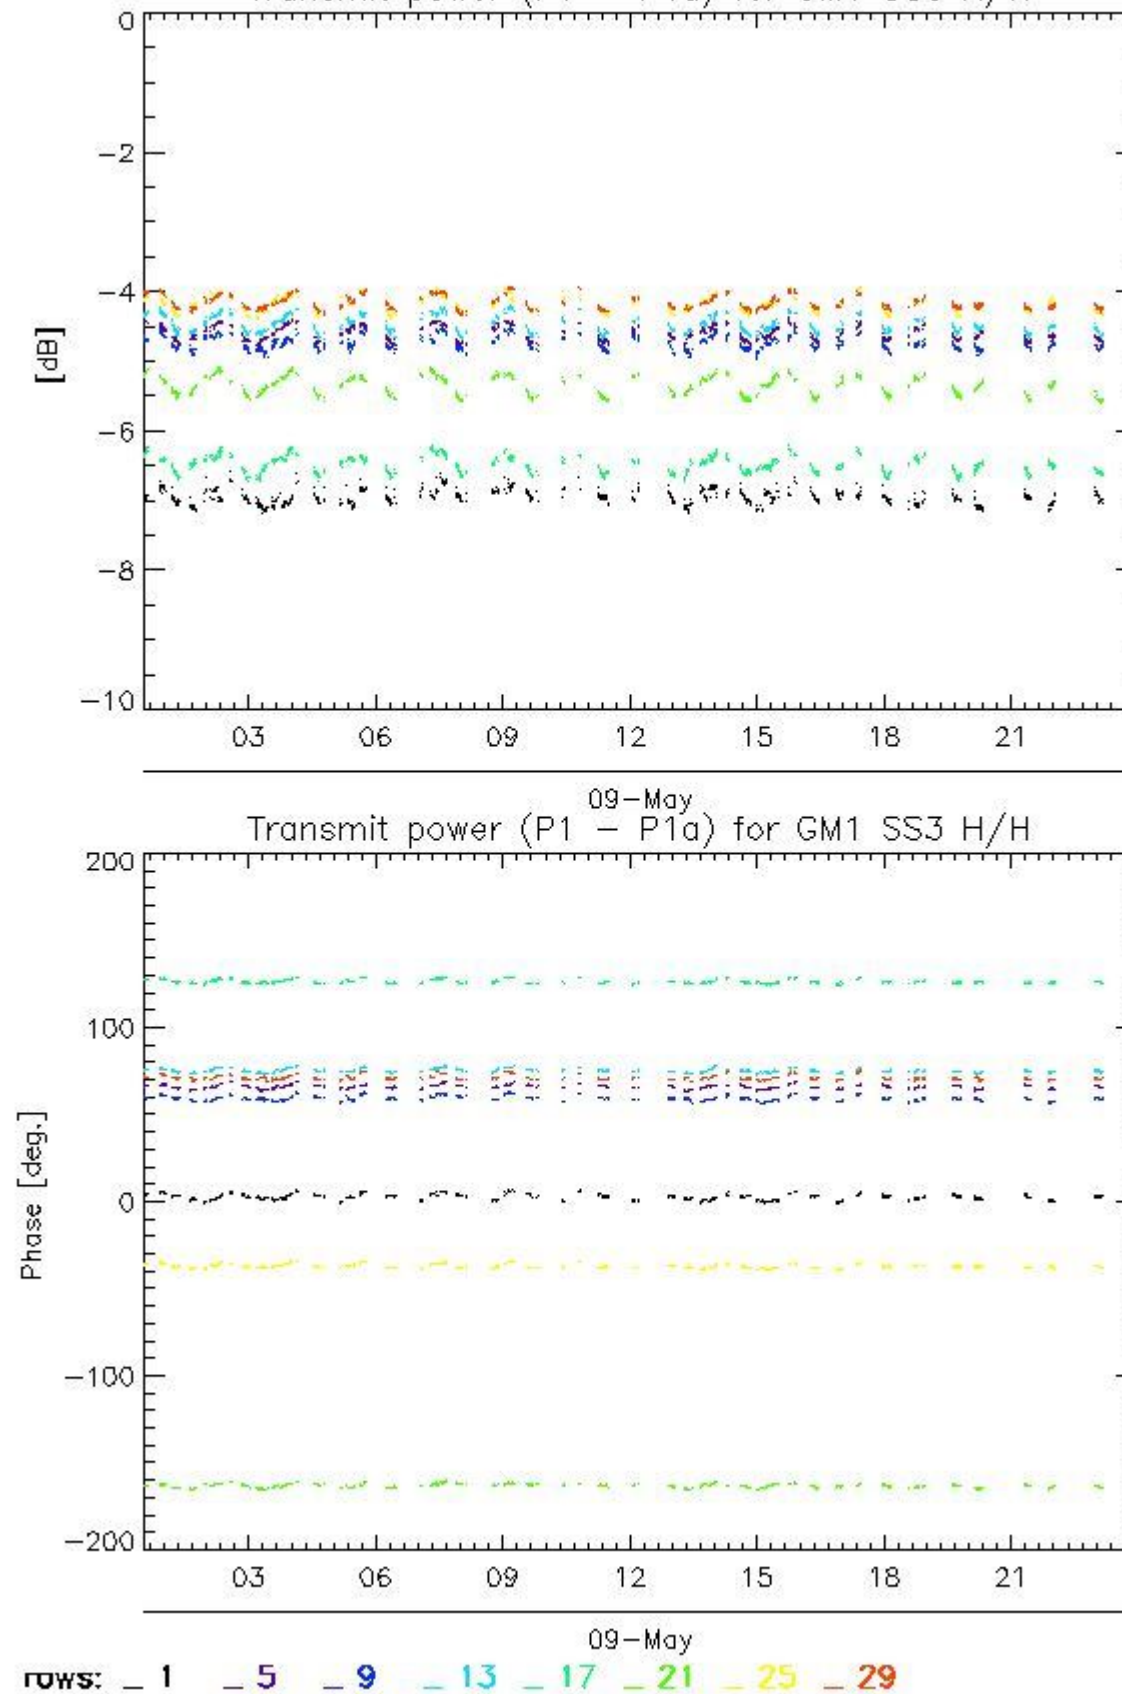 0
−2
−4
−6
−8
−10
[dB]
03 06 09 12 15 18 21
09−May
Transmit power (P1 − P1a) for GM1 SS3 H/H
200
100
0
−100
−200
Phase [deg.]
03 06 09 12 15 18 21
09−May
rows: _ 1 _ 5 _ 9 _ 13 _ 17 _ 21 _ 25 _ 29